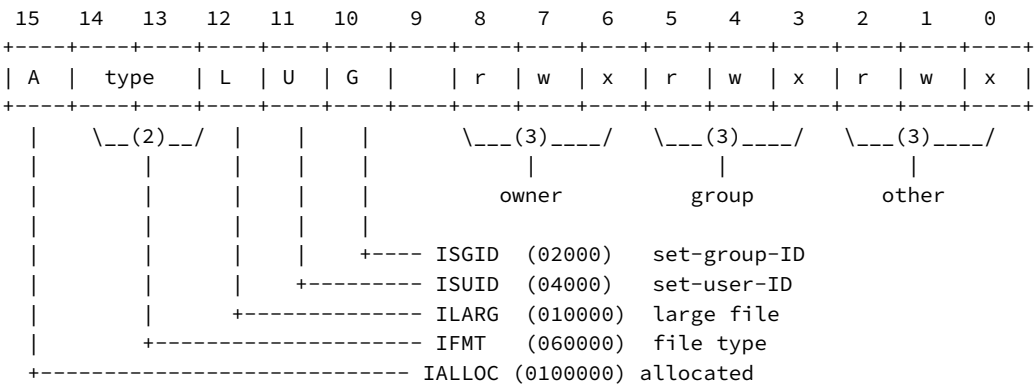 15   14   13   12   11   10    9    8    7    6    5    4    3    2    1    0
+----+----+----+----+----+----+----+----+----+----+----+----+----+----+----+----+
| A  |  type   | L  | U  | G  |    | r  | w  | x  | r  | w  | x  | r  | w  | x  |
+----+----+----+----+----+----+----+----+----+----+----+----+----+----+----+----+
  |    \__(2)__/  |    |    |       \___(3)____/   \___(3)____/   \___(3)____/
  |        |      |    |    |            |              |              |
  |        |      |    |    |          owner          group          other
  |        |      |    |    |
  |        |      |    |    +---- ISGID  (02000)   set-group-ID
  |        |      |    +--------- ISUID  (04000)   set-user-ID
  |        |      +-------------- ILARG  (010000)  large file
  |        +--------------------- IFMT   (060000)  file type
  +----------------------------- IALLOC (0100000) allocated